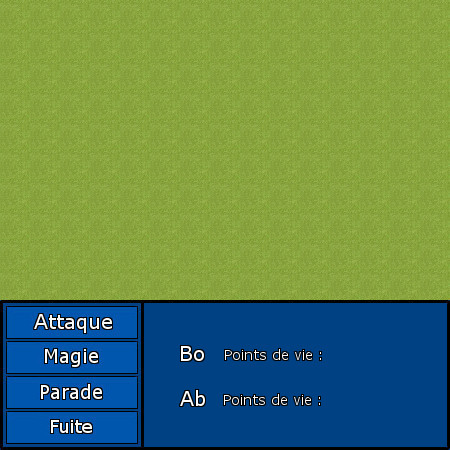 Attaque
Magie
Parade
Fuite
Bo Points de vie :
Ab Points de vie :